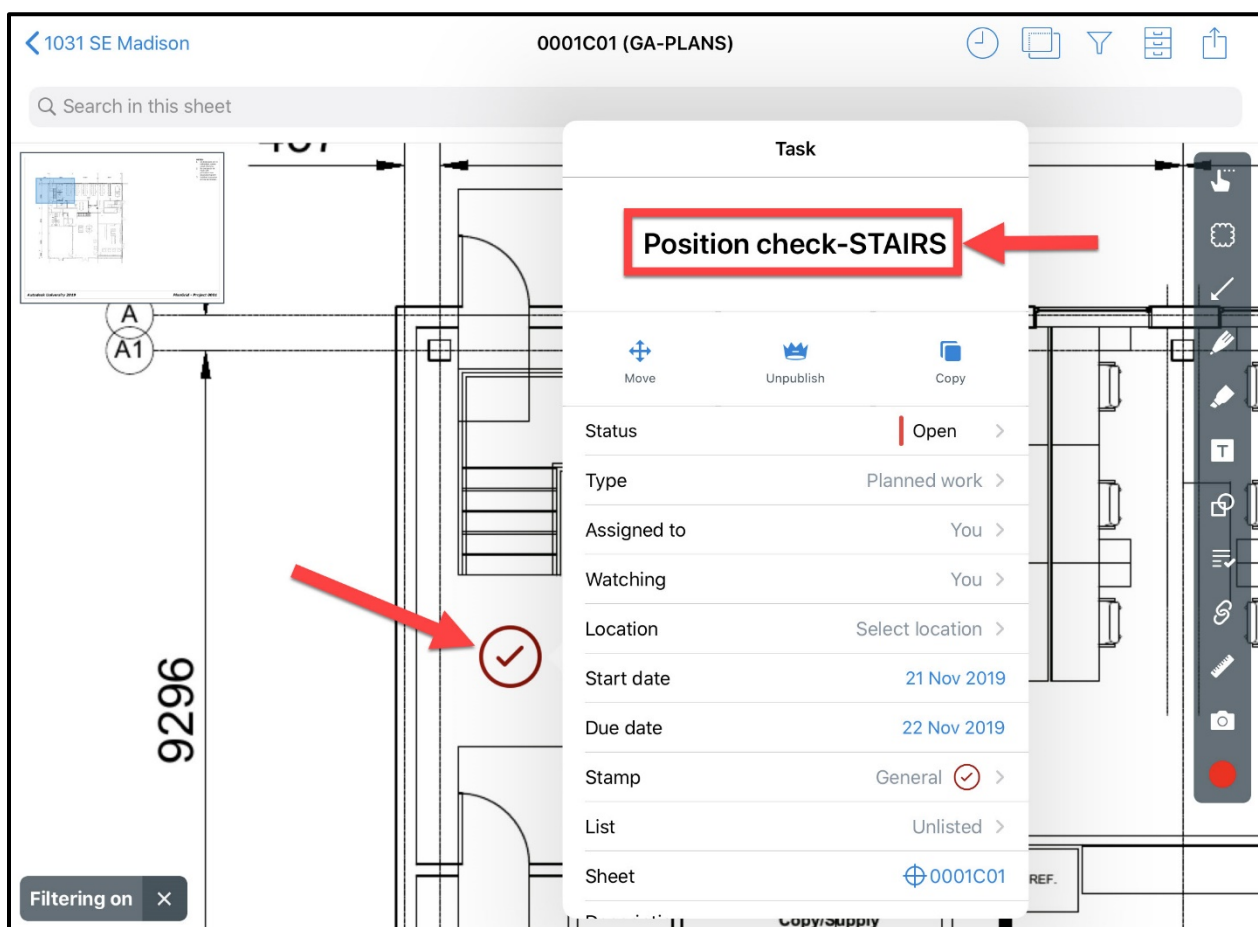 1031 SE Madison
0001C01 (GA-PLANS)
Search in this sheet
Task
Position check-STAIRS
A
A1
Move
Unpublish
Copy
Status
Open
Type
Planned work
T
Assigned to
You
Watching
You
Location
Select location
Start date
21 Nov 2019
9296
Due date
22 Nov 2019
Stamp
General
List
Unlisted
Sheet
0001C01
REF.
Filtering on
Copy/Supply